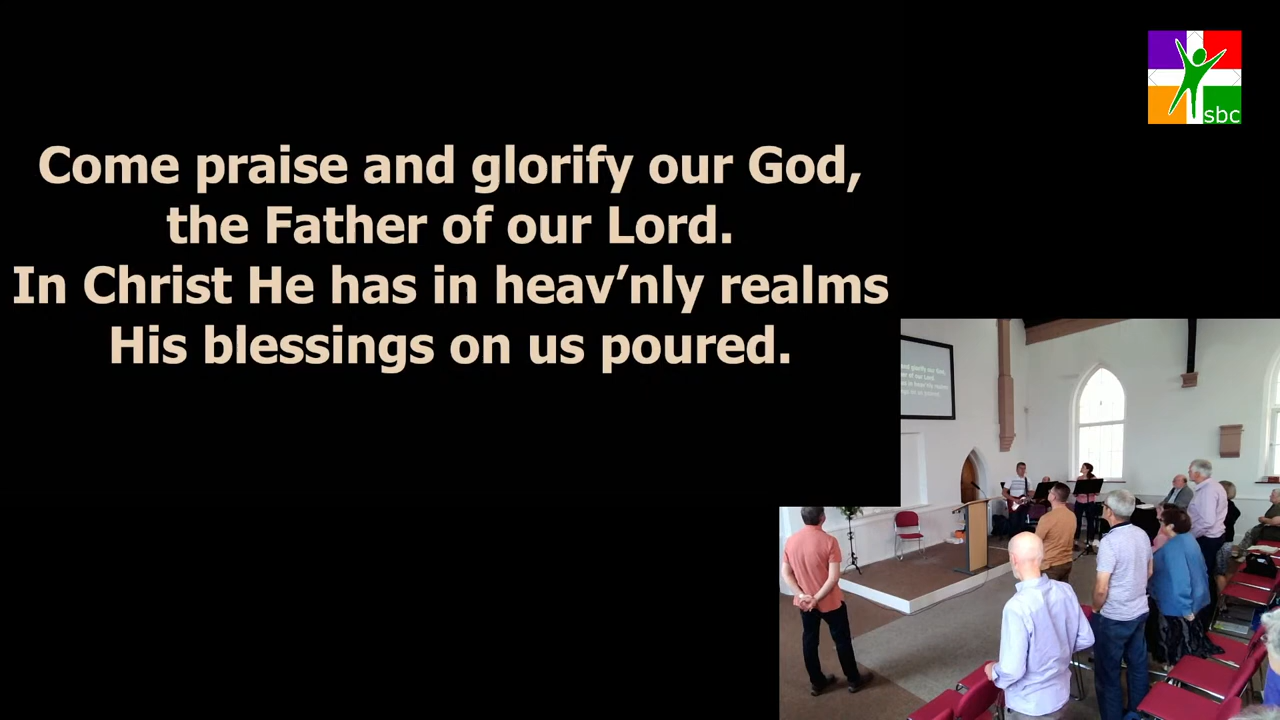 Come praise and glorify our God,
the Father of our Lord.
In Christ He has in heav’nly realms
His blessings on us poured.
sbc